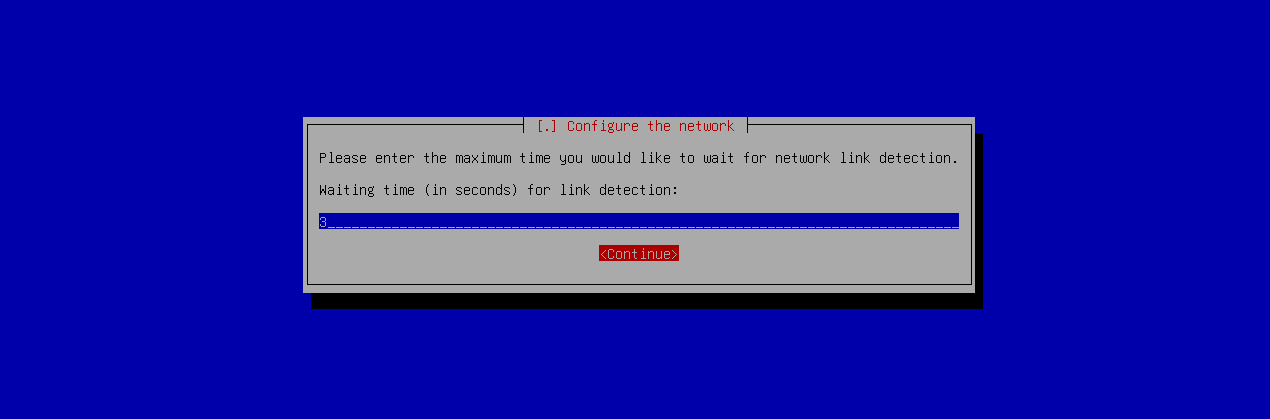 [.] Configure the network
Please enter the maximum time you would like to wait for network link detection.
Waiting time (in seconds) for link detection:
3_______________________________________________________________________________
<Continue>